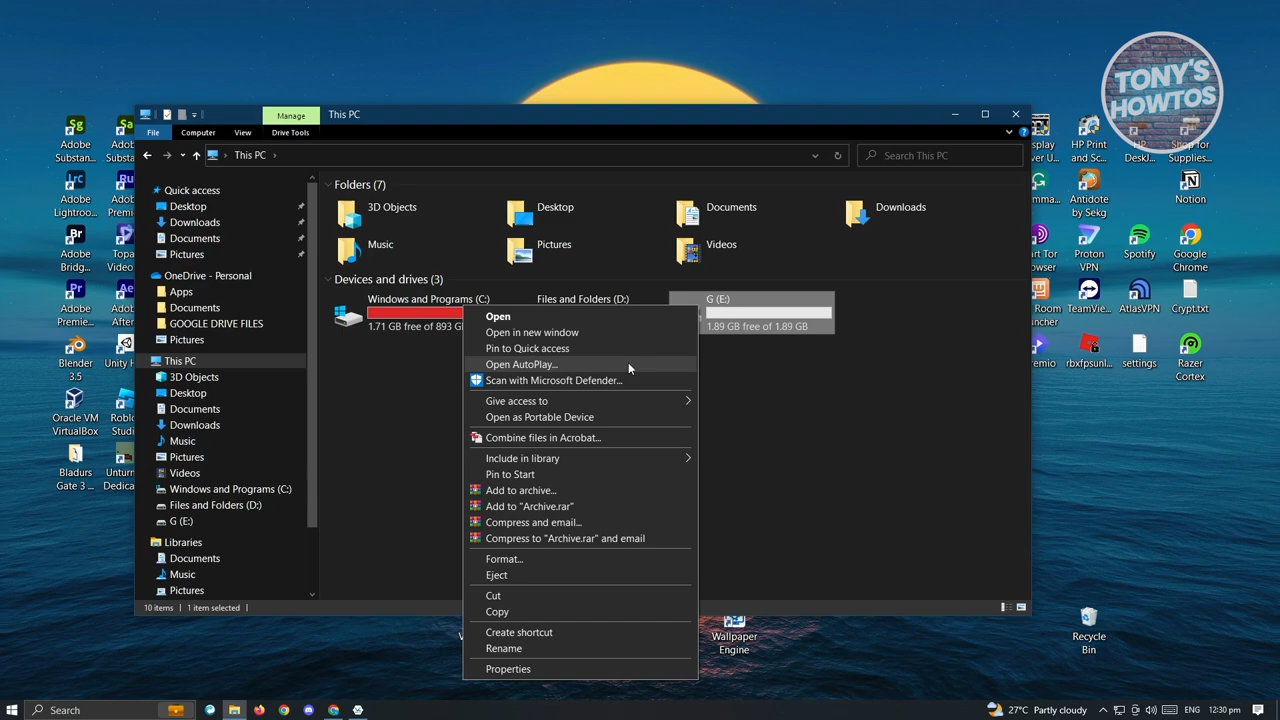 TONY'S
HOWTOS
Adobe
Substan...
Adobe
Lightroo...
Adobe
Bridg...
Adobe
Premie...
Blender
3.5
Oracle VM
VirtualBox
Bladurs
Gate 3 ...
Manage
This PC
File
Computer
View
Drive Tools
This PC
Search This PC
Quick access
Desktop
Downloads
Documents
Pictures
OneDrive - Personal
Apps
Documents
GOOGLE DRIVE FILES
Pictures
This PC
3D Objects
Desktop
Documents
Downloads
Music
Pictures
Videos
Windows and Programs (C:)
Files and Folders (D:)
G (E:)
Libraries
Documents
Music
Pictures
Folders (7)
3D Objects
Desktop
Documents
Downloads
Music
Pictures
Videos
Devices and drives (3)
Windows and Programs (C:)
1.71 GB free of 893 G
Files and Folders (D:)
G (E:)
1.89 GB free of 1.89 GB
Open
Open in new window
Pin to Quick access
Open AutoPlay...
Scan with Microsoft Defender...
Give access to
Open as Portable Device
Combine files in Acrobat...
Include in library
Pin to Start
Add to archive...
Add to "Archive.rar"
Compress and email...
Compress to "Archive.rar" and email
Format...
Eject
Cut
Copy
Create shortcut
Rename
Properties
10 items
1 item selected
HP Print
and Sc...
Supplies...
Antidote
by Sekg
Notion
Proton
VPN
Spotify
Google
Chrome
TeamVie...
AtlasVPN
Crypt.txt
rbxfpsunl...
settings
Razer
Cortex
Wallpaper
Engine
Recycle
Bin
Search
27°C Partly cloudy
ENG
12:30 pm